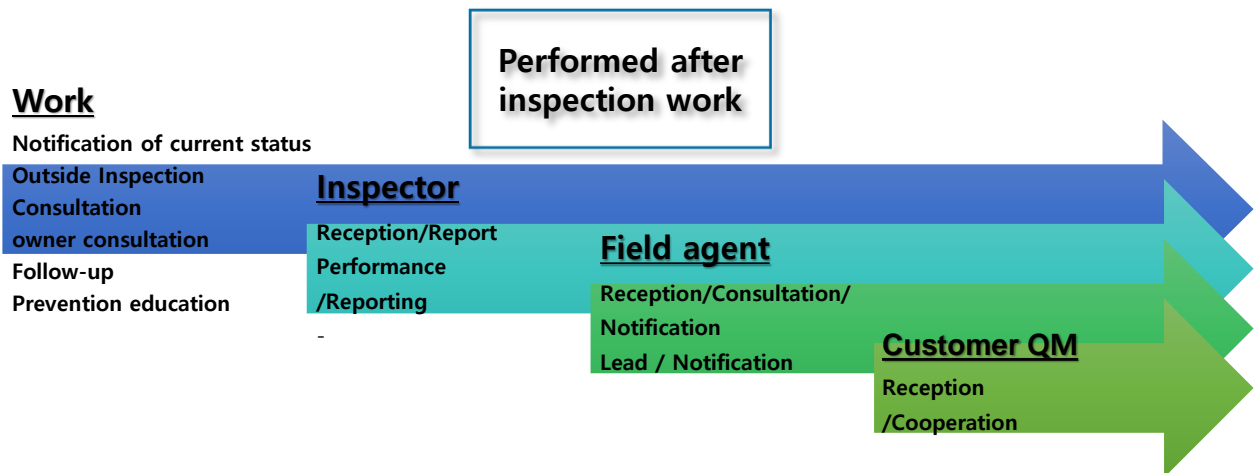 Performed after
inspection work
Work
Notification of current status
Outside Inspection
Consultation
owner consultation
Follow-up
Prevention education
Inspector
Reception/Report
Performance
/Reporting
-
Field agent
Reception/Consultation/
Notification
Lead / Notification
Customer QM
Reception
/Cooperation